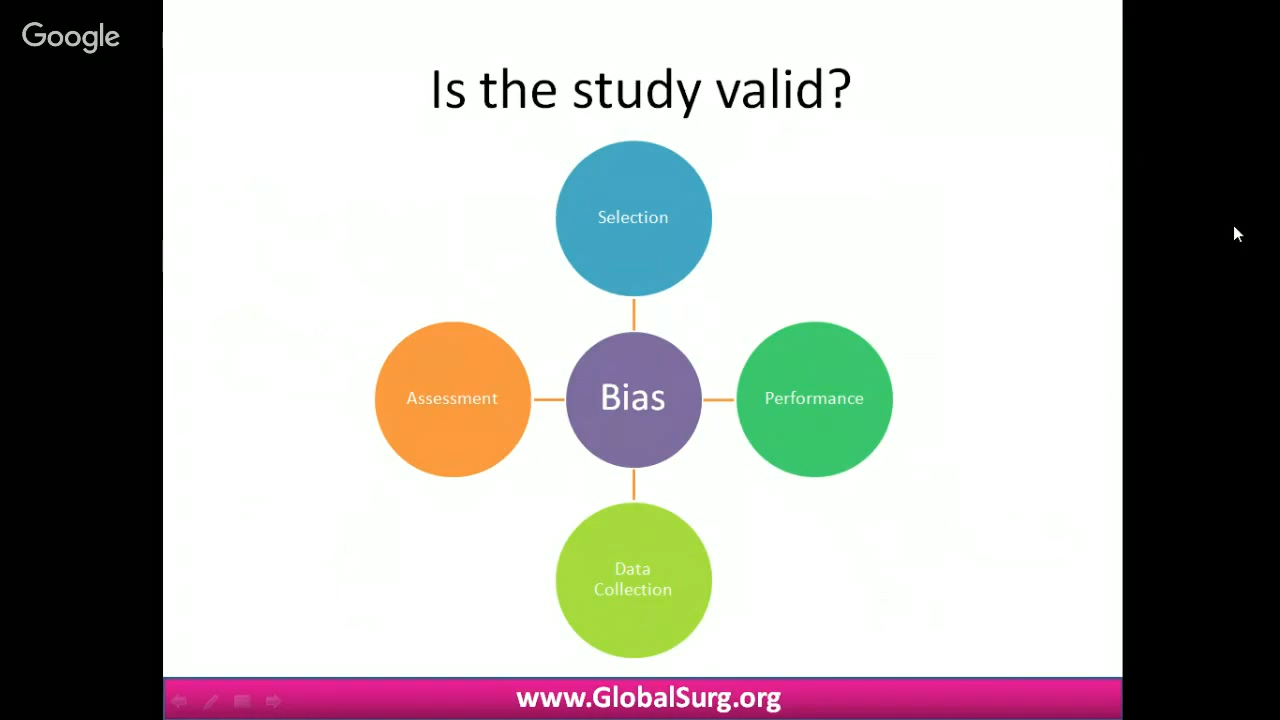 Google
Is the study valid?
Selection
Assessment
Bias
Performance
Data
Collection
www.GlobalSurg.org